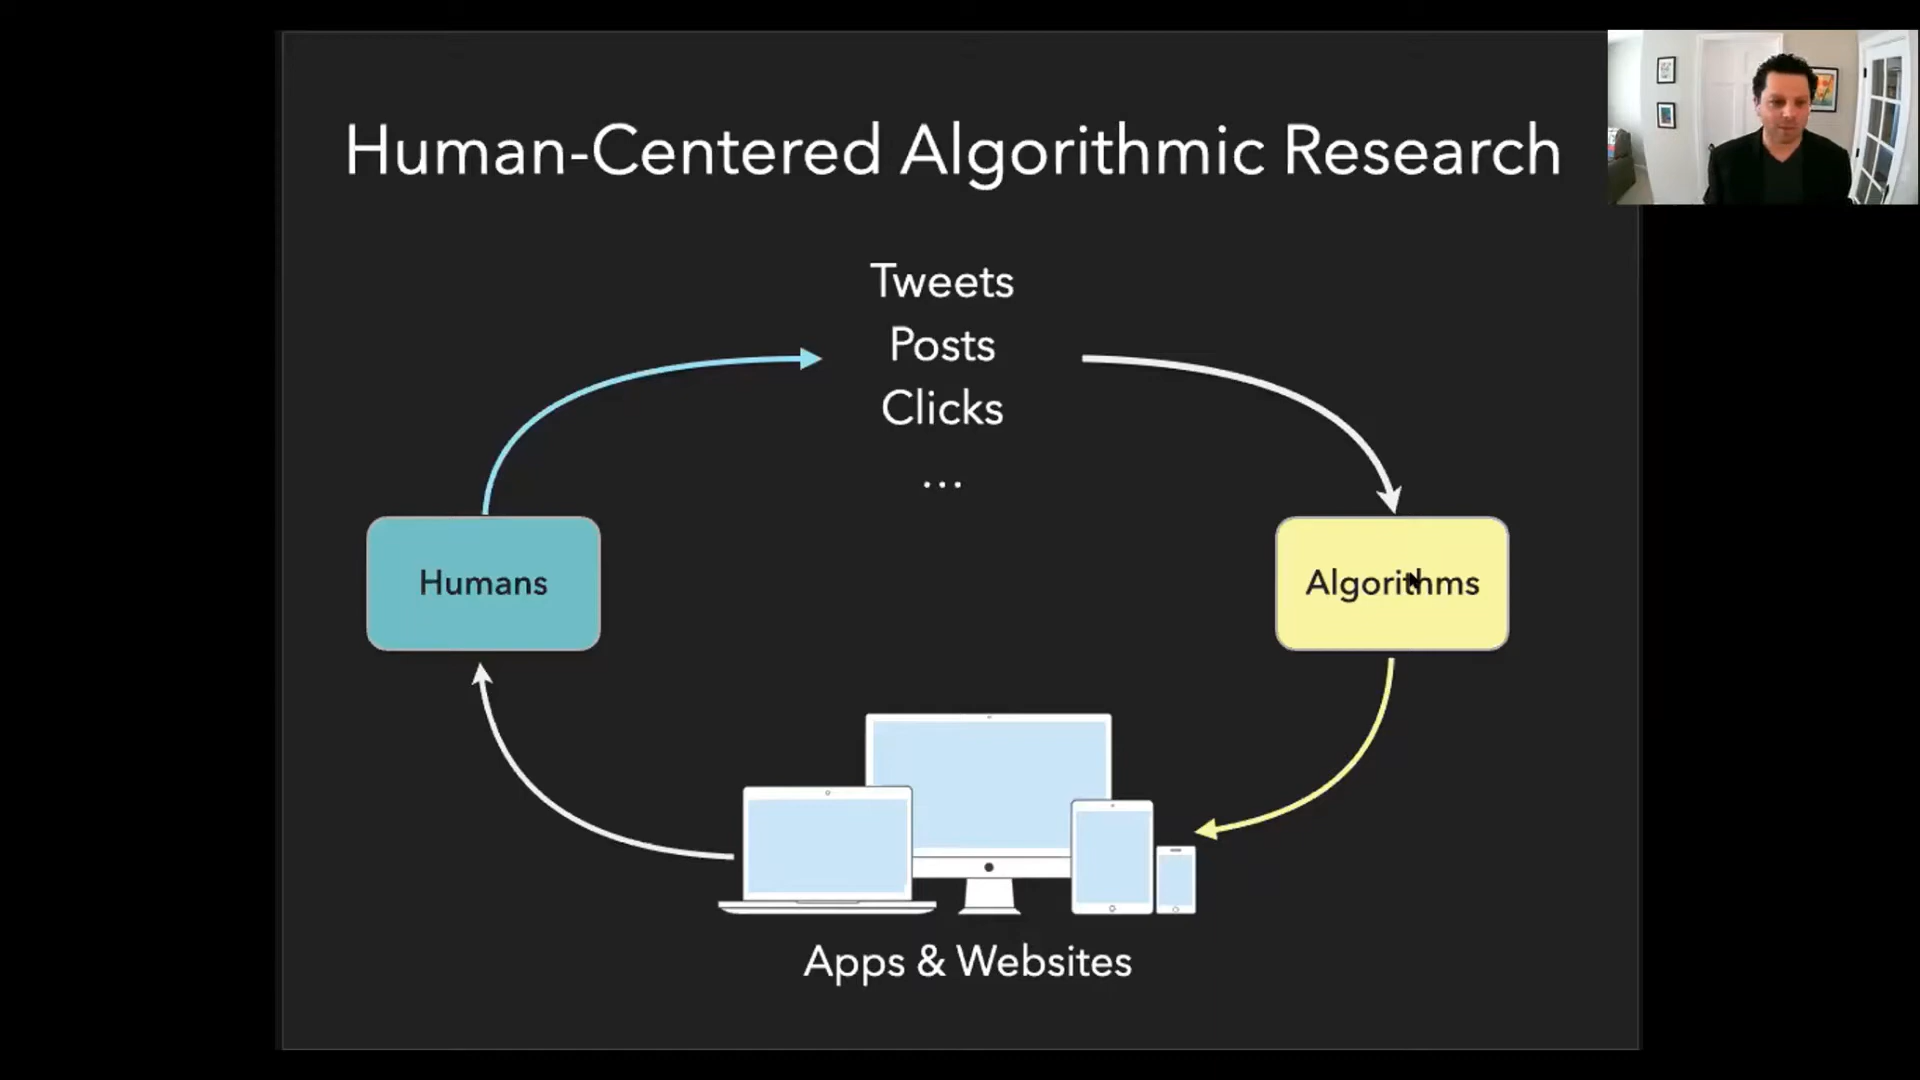 Human-Centered Algorithmic Research
Tweets
Posts
Clicks
...
Humans
Algorithms
Apps & Websites